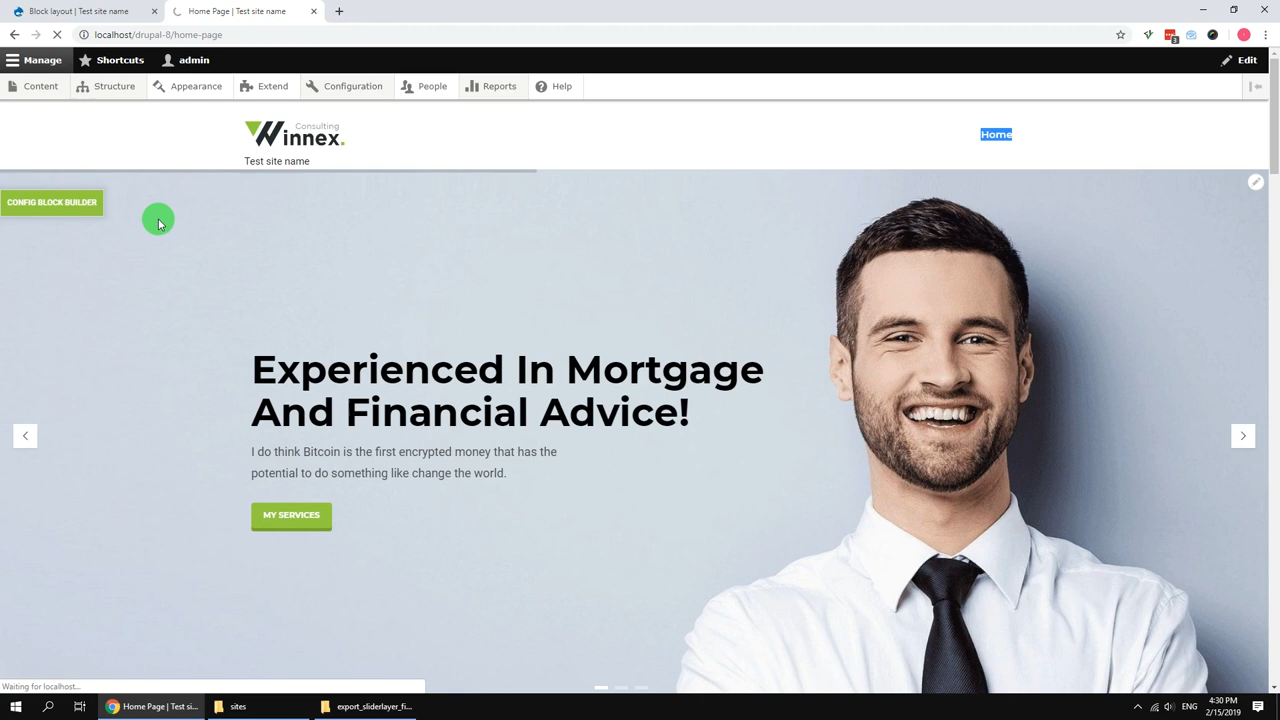 Block layout | Test site name
Home Page | Test site name
localhost/drupal-8/home-page
3
Manage
Shortcuts
admin
Edit
Content
Structure
Appearance
Extend
Configuration
People
Reports
Help
Consulting
Winnex.
Test site name
Home
CONFIG BLOCK BUILDER
Experienced In Mortgage
And Financial Advice!
I do think Bitcoin is the first encrypted money that has the
potential to do something like change the world.
MY SERVICES
Waiting for localhost...
Home Page | Test si...
sites
export_sliderlayer_fi...
ENG
4:30 PM
2/15/2019